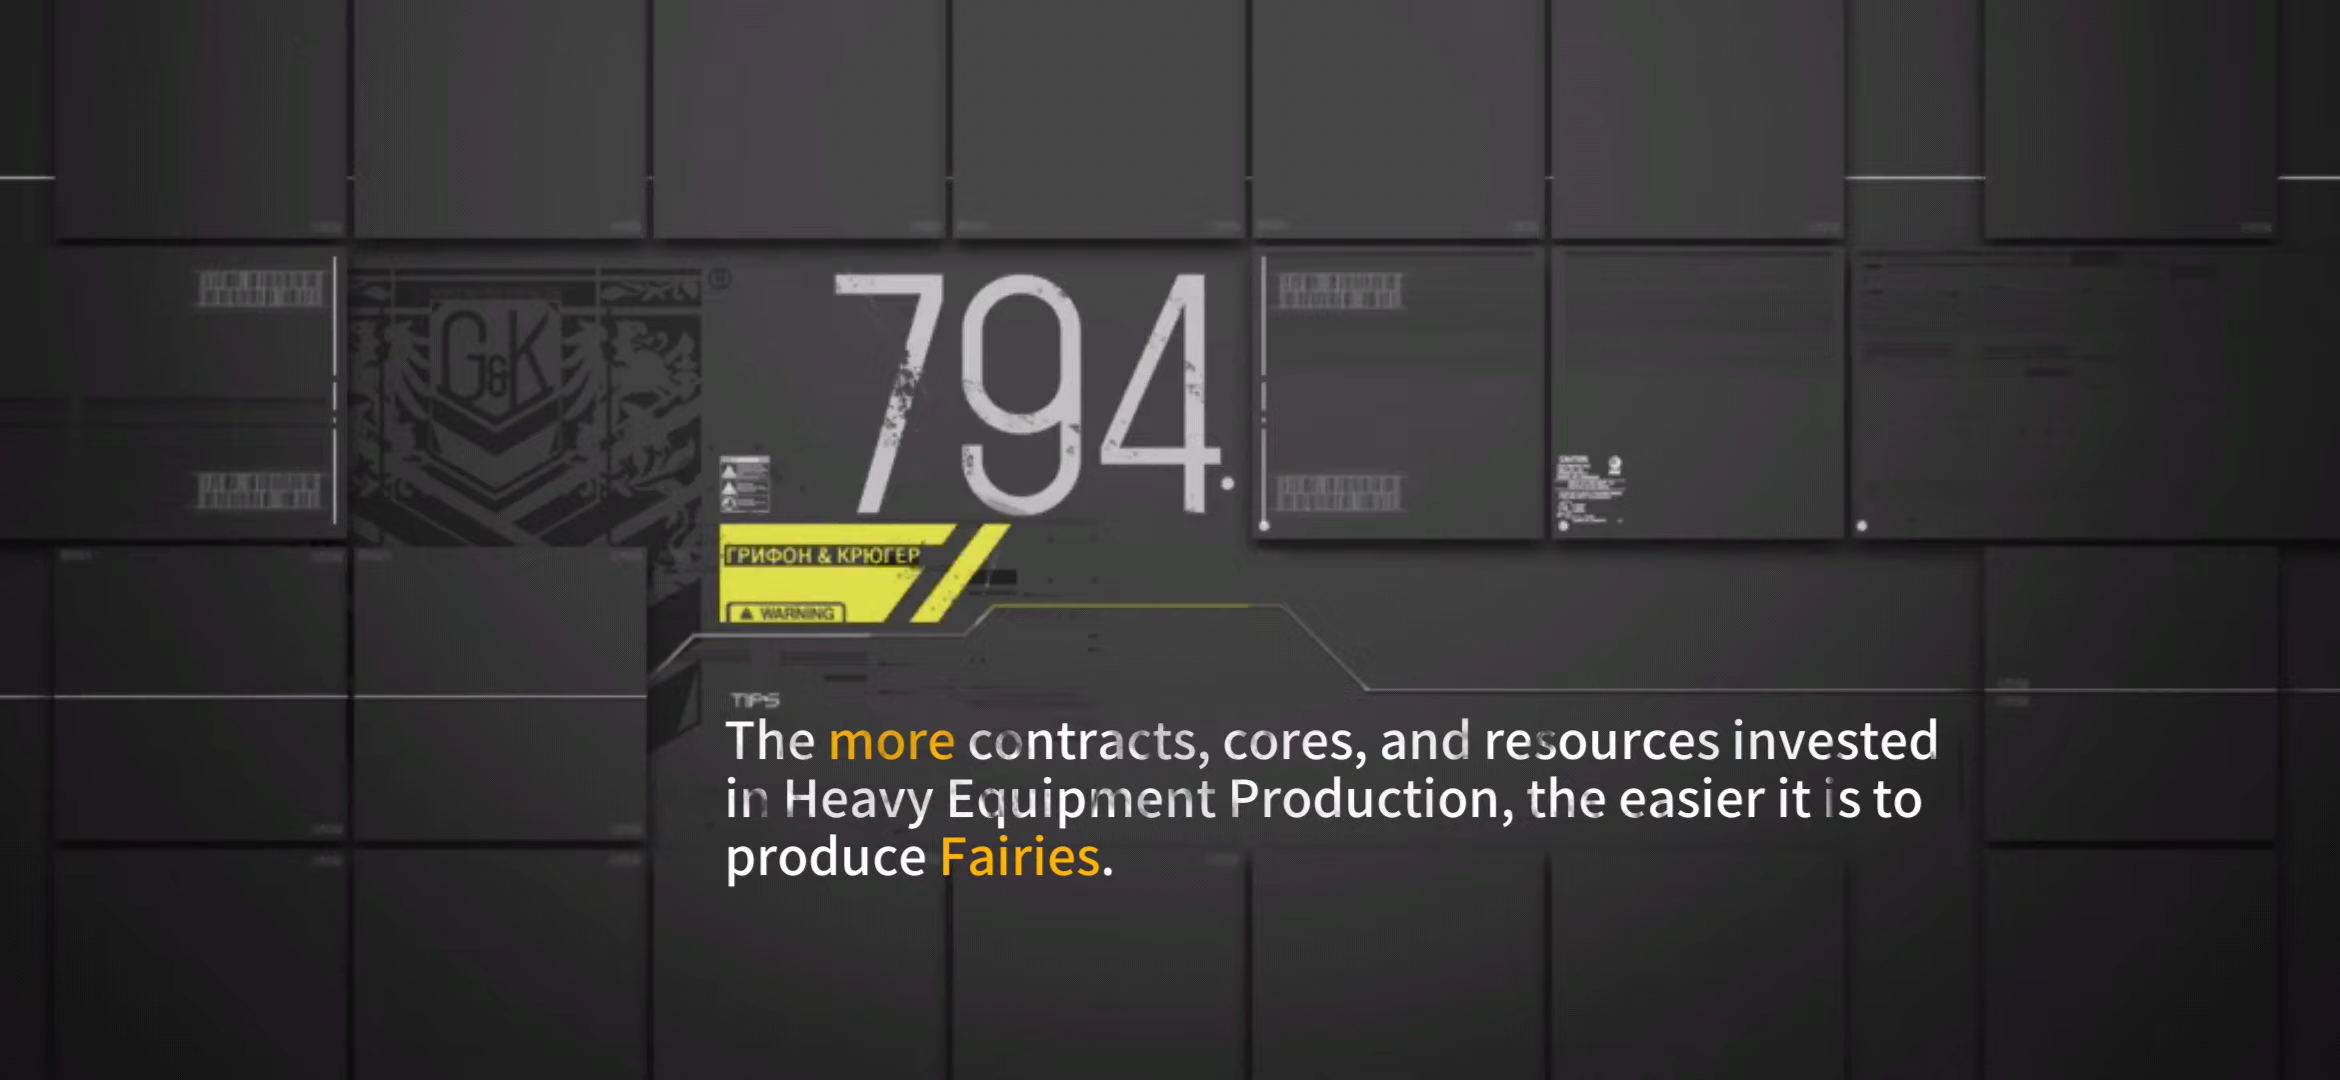 G&K
794.
ГРИФОН & КРЮГЕР
WARNING
TIPS
The more contracts, cores, and resources invested
in Heavy Equipment Production, the easier it is to
produce Fairies.